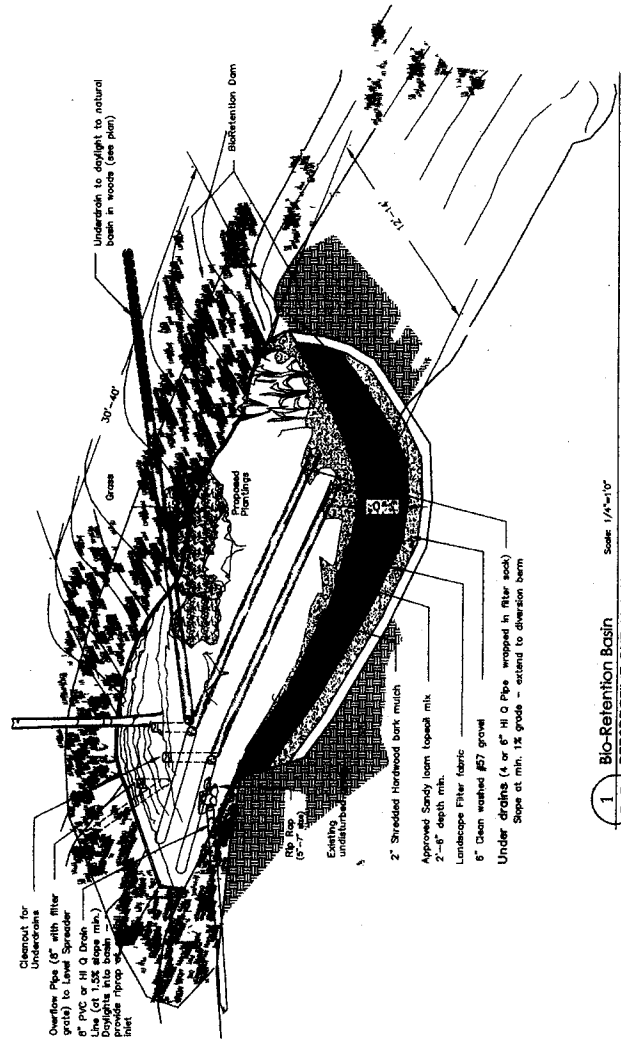 Cleanout for
Underdrains
Overflow Pipe (8" with filter
grate) to Level Spreader
6" PVC or HI Q Drain
Line (at 1.5% slope min.)
Daylights into basin –
provide riprap at
inlet
Rip Rap
(5"-7" size)
Existing
undisturbed
2" Shredded Hardwood bark mulch
Approved Sandy loam topsoil mix
2'-6" depth min.
Landscape Filter fabric
6" Clean washed #57 gravel
Under drains (4 or 6" HI Q Pipe wrapped in filter sock)
Slope at min. 1% grade – extend to diversion berm
Grass
30'-40'
Proposed
Plantings
Underdrain to daylight to natural
basin in woods (see plan)
BioRetention Dam
12'-14'
1 Bio-Retention Basin
Scale: 1/4"=1'0"